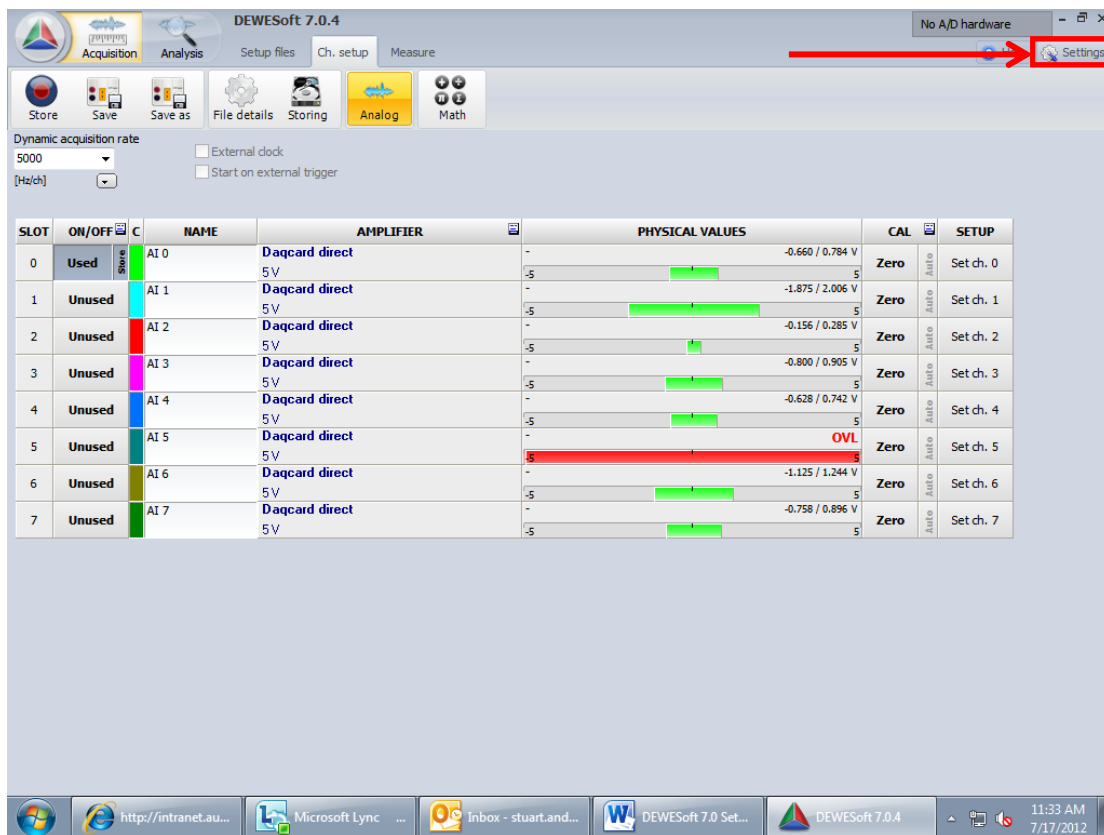 DEWESoft 7.0.4
No A/D hardware
Acquisition Analysis Setup files Ch. setup Measure Settings
Store Save Save as File details Storing Analog Math
Dynamic acquisition rate
5000
[Hz/ch]
External clock
Start on external trigger
SLOT ON/OFF C NAME AMPLIFIER PHYSICAL VALUES CAL SETUP
0 Used Store AI 0 Daqcard direct - -0.660 / 0.784 V Zero Auto Set ch. 0
5 V -5 5
1 Unused AI 1 Daqcard direct - -1.875 / 2.006 V Zero Auto Set ch. 1
5 V -5 5
2 Unused AI 2 Daqcard direct - -0.156 / 0.285 V Zero Auto Set ch. 2
5 V -5 5
3 Unused AI 3 Daqcard direct - -0.800 / 0.905 V Zero Auto Set ch. 3
5 V -5 5
4 Unused AI 4 Daqcard direct - -0.628 / 0.742 V Zero Auto Set ch. 4
5 V -5 5
5 Unused AI 5 Daqcard direct - OVL Zero Auto Set ch. 5
5 V -5 5
6 Unused AI 6 Daqcard direct - -1.125 / 1.244 V Zero Auto Set ch. 6
5 V -5 5
7 Unused AI 7 Daqcard direct - -0.758 / 0.896 V Zero Auto Set ch. 7
5 V -5 5
http://intranet.au... Microsoft Lync ... Inbox - stuart.and... DEWESoft 7.0 Set... DEWESoft 7.0.4
11:33 AM
7/17/2012